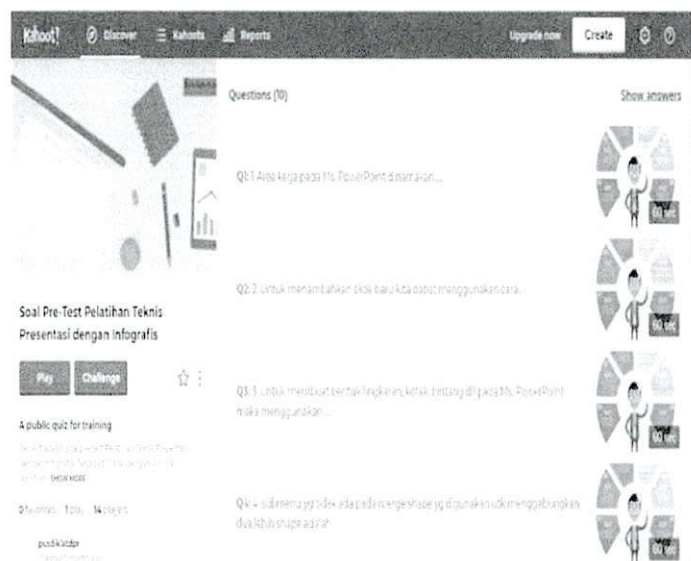 Kahoot! Discover Kahoots Reports Upgrade now Create
Questions (10) Show answers
Q1: 1 Area kerja pada Ms. PowerPoint dinamakan ...
60 sec
Q2: 2. Untuk menambahkan slide baru kita dapat menggunakan cara..
60 sec
Soal Pre-Test Pelatihan Teknis
Presentasi dengan Infografis
Play Challenge
Q3: 3. Untuk membuat bentuk lingkaran, kotak, bintang dll pada Ms. PowerPoint
maka menggunakan ...
60 sec
A public quiz for training
SHOW MORE
0 favorites 1 play 14 players
Q4: 4. submenu yg tidak ada pada merge shape yg digunakan utk menggabungkan
dua lebih shape adalah
60 sec
pusdiklatdpr